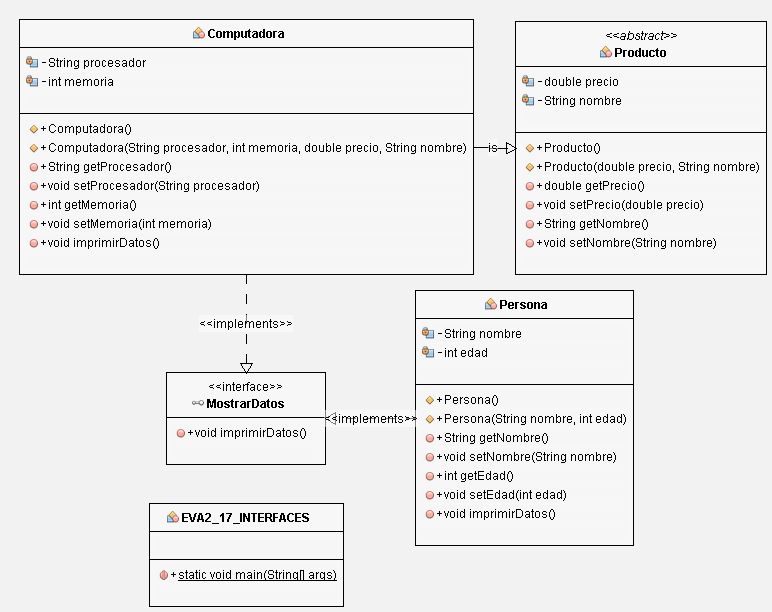 Computadora
- String procesador
- int memoria
+ Computadora()
+ Computadora(String procesador, int memoria, double precio, String nombre)
+ String getProcesador()
+ void setProcesador(String procesador)
+ int getMemoria()
+ void setMemoria(int memoria)
+ void imprimirDatos()
is
<<abstract>>
Producto
- double precio
- String nombre
+ Producto()
+ Producto(double precio, String nombre)
+ double getPrecio()
+ void setPrecio(double precio)
+ String getNombre()
+ void setNombre(String nombre)
<<implements>>
<<interface>>
MostrarDatos
+ void imprimirDatos()
<<implements>>
Persona
- String nombre
- int edad
+ Persona()
+ Persona(String nombre, int edad)
+ String getNombre()
+ void setNombre(String nombre)
+ int getEdad()
+ void setEdad(int edad)
+ void imprimirDatos()
EVA2_17_INTERFACES
+ static void main(String[] args)